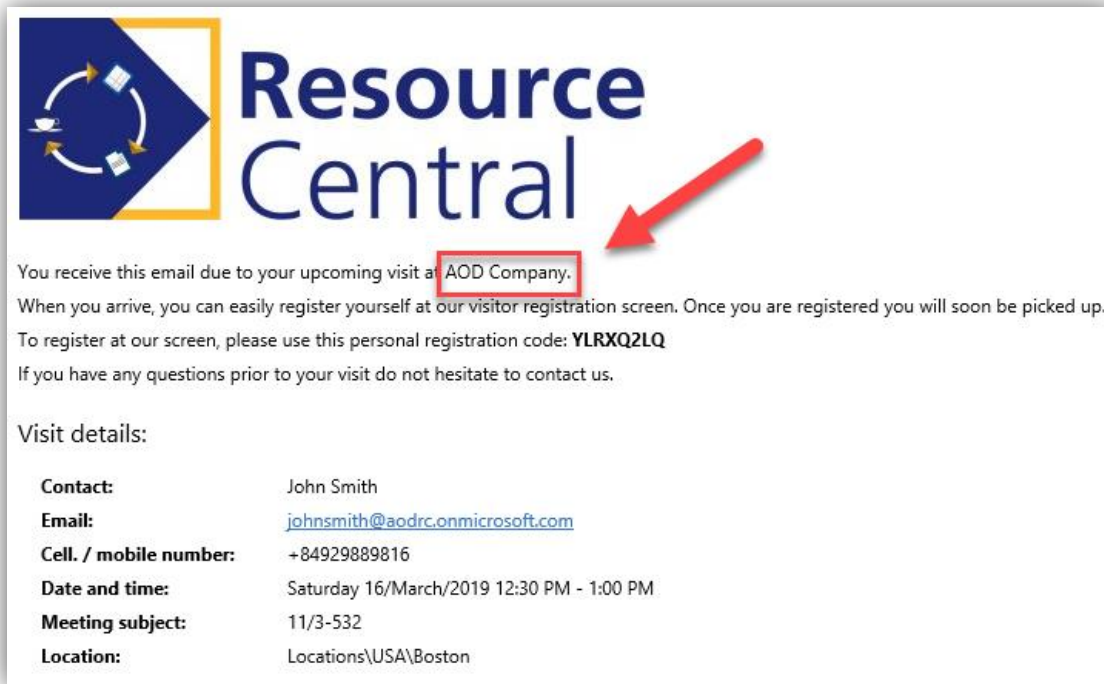 Resource
Central
You receive this email due to your upcoming visit at AOD Company.
When you arrive, you can easily register yourself at our visitor registration screen. Once you are registered you will soon be picked up.
To register at our screen, please use this personal registration code: YLRXQ2LQ
If you have any questions prior to your visit do not hesitate to contact us.
Visit details:
Contact: John Smith
Email: johnsmith@aodrc.onmicrosoft.com
Cell. / mobile number: +84929889816
Date and time: Saturday 16/March/2019 12:30 PM - 1:00 PM
Meeting subject: 11/3-532
Location: Locations\USA\Boston